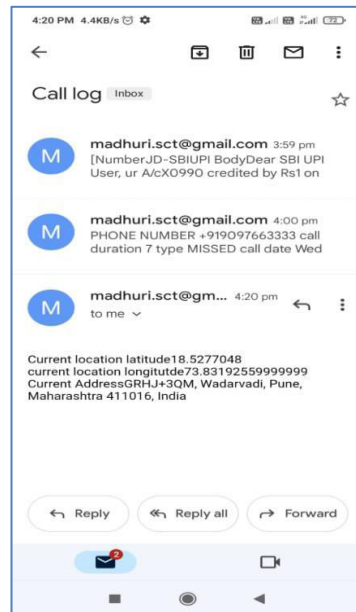 4:20 PM 4.4KB/s
72
Call log Inbox
M
madhuri.sct@gmail.com 3:59 pm
[NumberJD-SBIUPI BodyDear SBI UPI
User, ur A/cX0990 credited by Rs1 on
M
madhuri.sct@gmail.com 4:00 pm
PHONE NUMBER +919097663333 call
duration 7 type MISSED call date Wed
M
madhuri.sct@gm... 4:20 pm
to me
Current location latitude18.5277048
current location longitutde73.83192559999999
Current AddressGRHJ+3QM, Wadarvadi, Pune,
Maharashtra 411016, India
Reply
Reply all
Forward
2